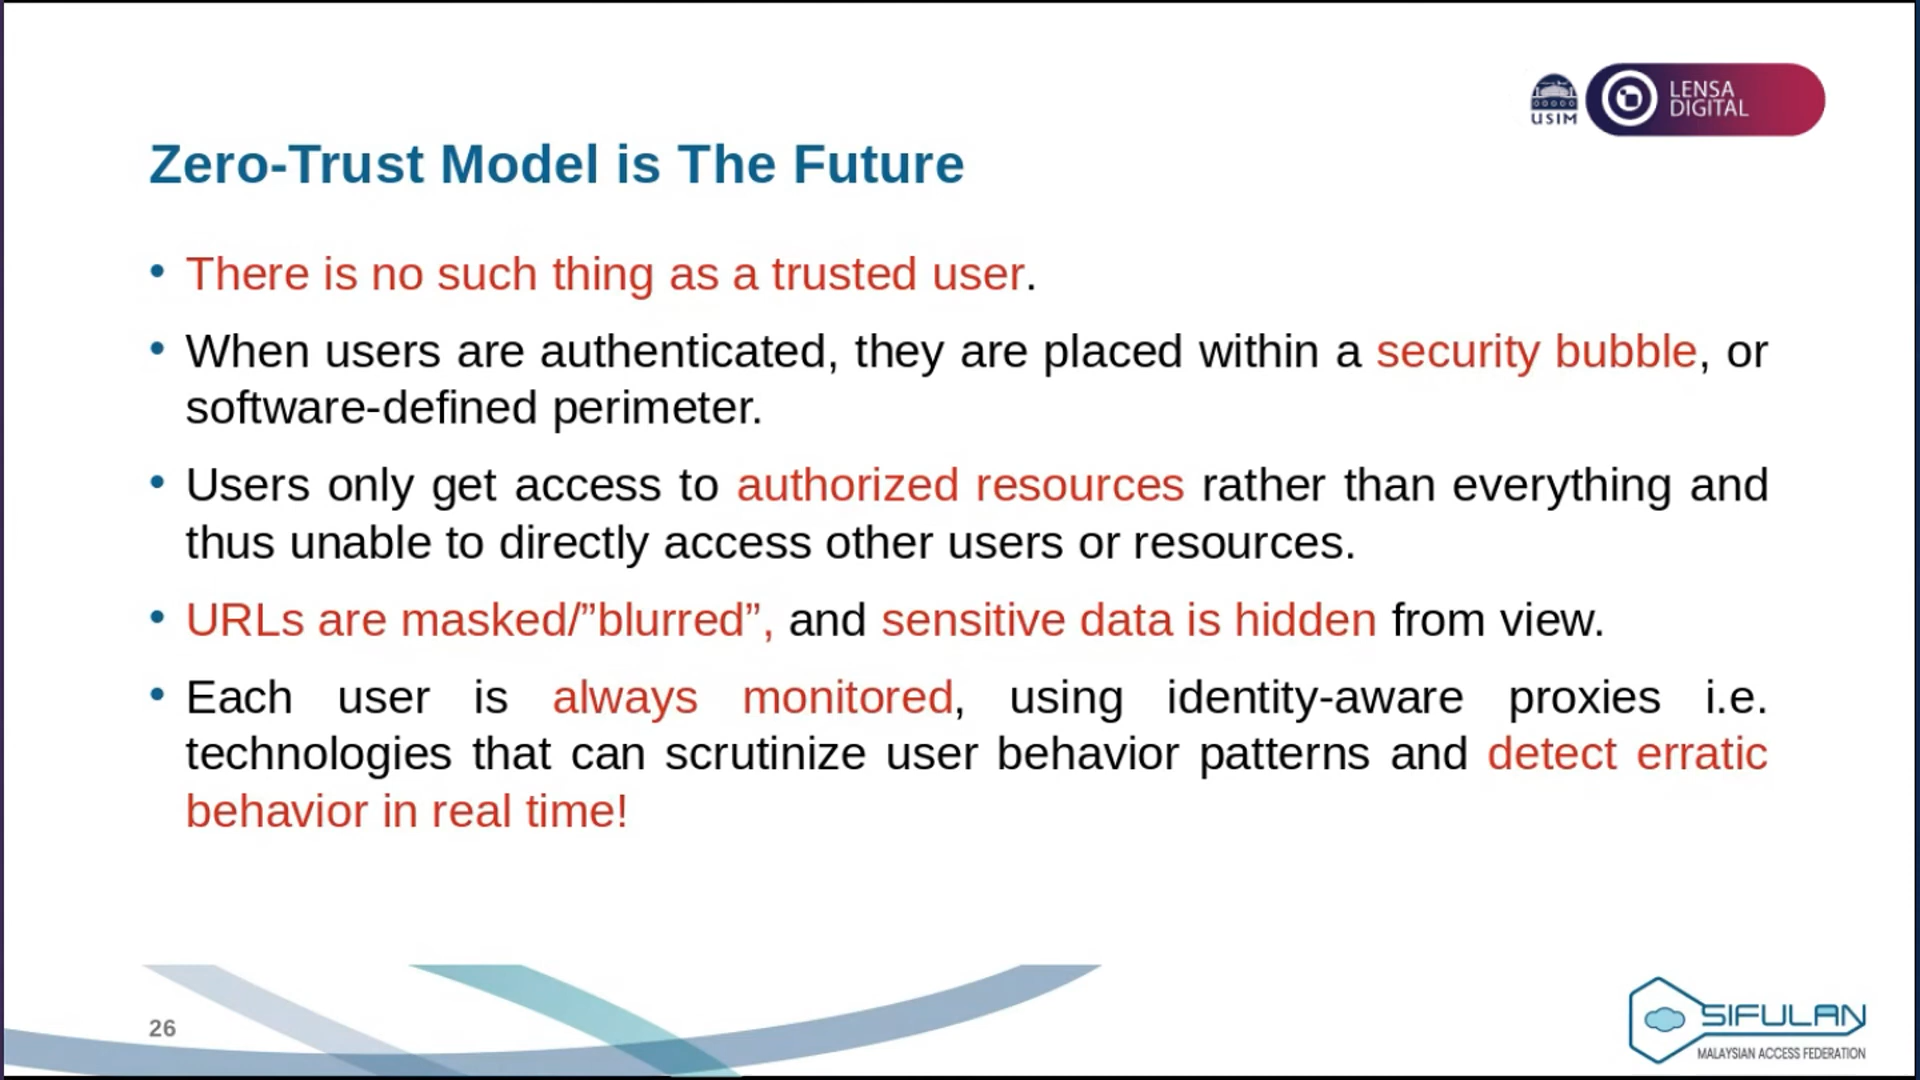 USIM
LENSA
DIGITAL
Zero-Trust Model is The Future
• There is no such thing as a trusted user.
• When users are authenticated, they are placed within a security bubble, or
software-defined perimeter.
• Users only get access to authorized resources rather than everything and
thus unable to directly access other users or resources.
• URLs are masked/”blurred”, and sensitive data is hidden from view.
• Each user is always monitored, using identity-aware proxies i.e.
technologies that can scrutinize user behavior patterns and detect erratic
behavior in real time!
26
SIFULAN
MALAYSIAN ACCESS FEDERATION